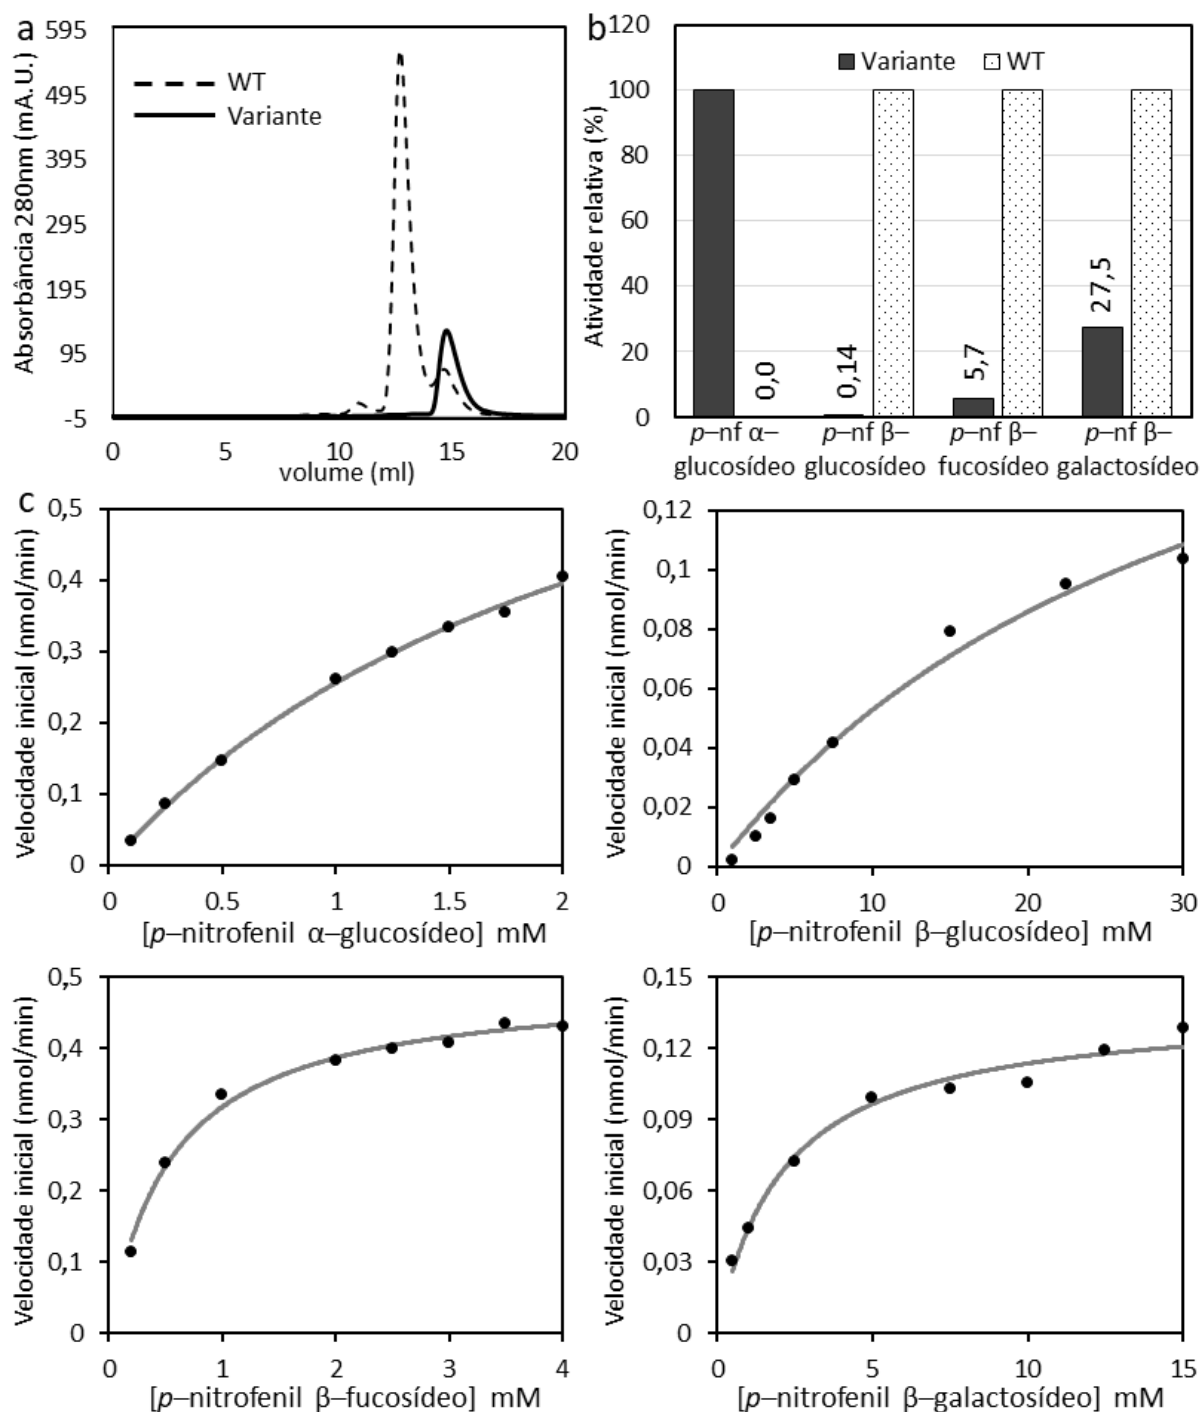 a
Absorbância 280nm (mA.U.)
595
495
395
295
195
95
-5
WT
Variante
0 5 10 15 20
volume (ml)
b
Atividade relativa (%)
120
100
80
60
40
20
0
Variante WT
0,0
0,14
5,7
27,5
p–nf α–
glucosídeo
p–nf β–
glucosídeo
p–nf β–
fucosídeo
p–nf β–
galactosídeo
c
Velocidade inicial (nmol/min)
0,5
0,4
0,3
0,2
0,1
0
0 0.5 1 1.5 2
[p–nitrofenil α–glucosídeo] mM
Velocidade inicial (nmol/min)
0,12
0,1
0,08
0,06
0,04
0,02
0
0 10 20 30
[p–nitrofenil β–glucosídeo] mM
Velocidade inicial (nmol/min)
0,5
0,4
0,3
0,2
0,1
0
0 1 2 3 4
[p–nitrofenil β–fucosídeo] mM
Velocidade inicial (nmol/min)
0,15
0,12
0,09
0,06
0,03
0
0 5 10 15
[p–nitrofenil β–galactosídeo] mM